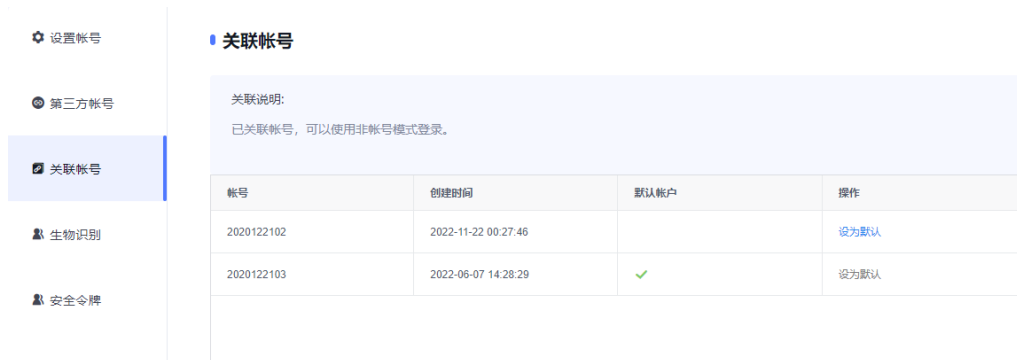 设置帐号
第三方帐号
关联帐号
生物识别
安全令牌
关联帐号
关联说明:
已关联帐号，可以使用非帐号模式登录。
帐号 创建时间 默认帐户 操作
2020122102 2022-11-22 00:27:46 设为默认
2020122103 2022-06-07 14:28:29 设为默认